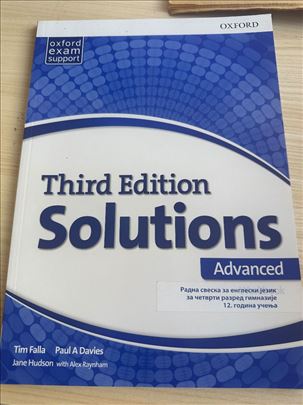 OXFORD
oxford
exam
support
Third Edition
Solutions
Advanced
Радна свеска за енглески језик
за четврти разред гимназије
12. година учења
Tim Falla Paul A Davies
Jane Hudson with Alex Raynham